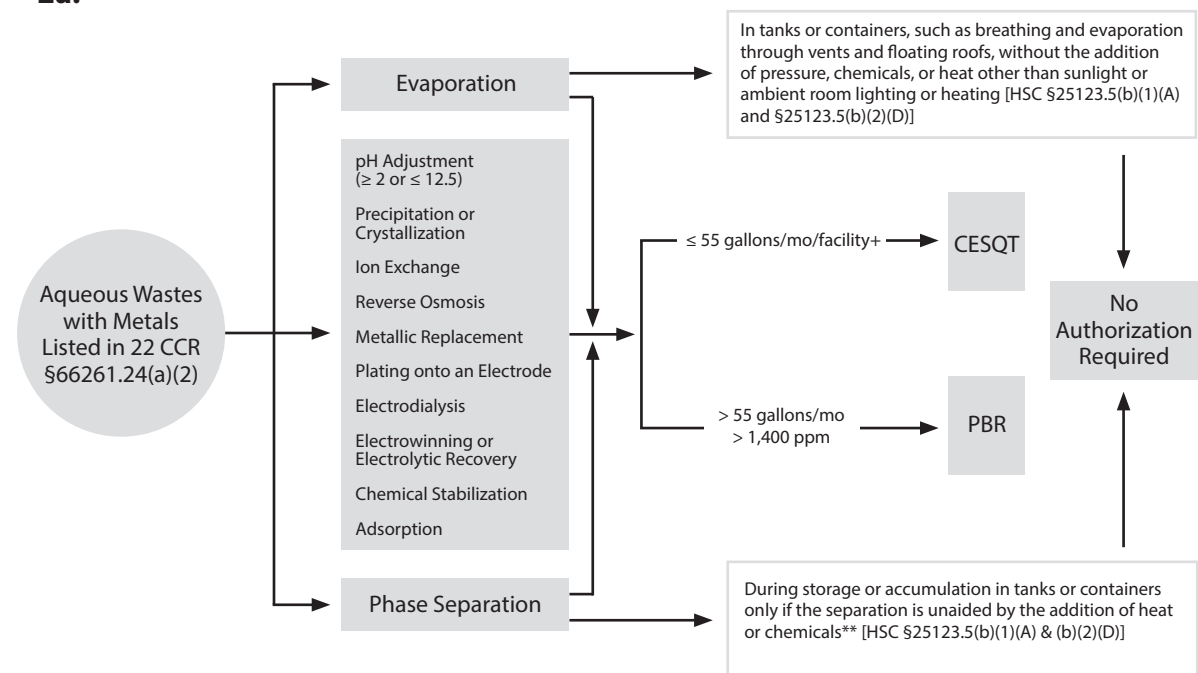 In tanks or containers, such as breathing and evaporation
through vents and floating roofs, without the addition
of pressure, chemicals, or heat other than sunlight or
ambient room lighting or heating [HSC §25123.5(b)(1)(A)
and §25123.5(b)(2)(D)]
Evaporation
pH Adjustment
(≥ 2 or ≤ 12.5)
Precipitation or
Crystallization
Ion Exchange
Reverse Osmosis
Metallic Replacement
Plating onto an Electrode
Electrodialysis
Electrowinning or
Electrolytic Recovery
Chemical Stabilization
Adsorption
Aqueous Wastes
with Metals
Listed in 22 CCR
§66261.24(a)(2)
≤ 55 gallons/mo/facility+
CESQT
> 55 gallons/mo
> 1,400 ppm
PBR
No
Authorization
Required
Phase Separation
During storage or accumulation in tanks or containers
only if the separation is unaided by the addition of heat
or chemicals** [HSC §25123.5(b)(1)(A) & (b)(2)(D)]